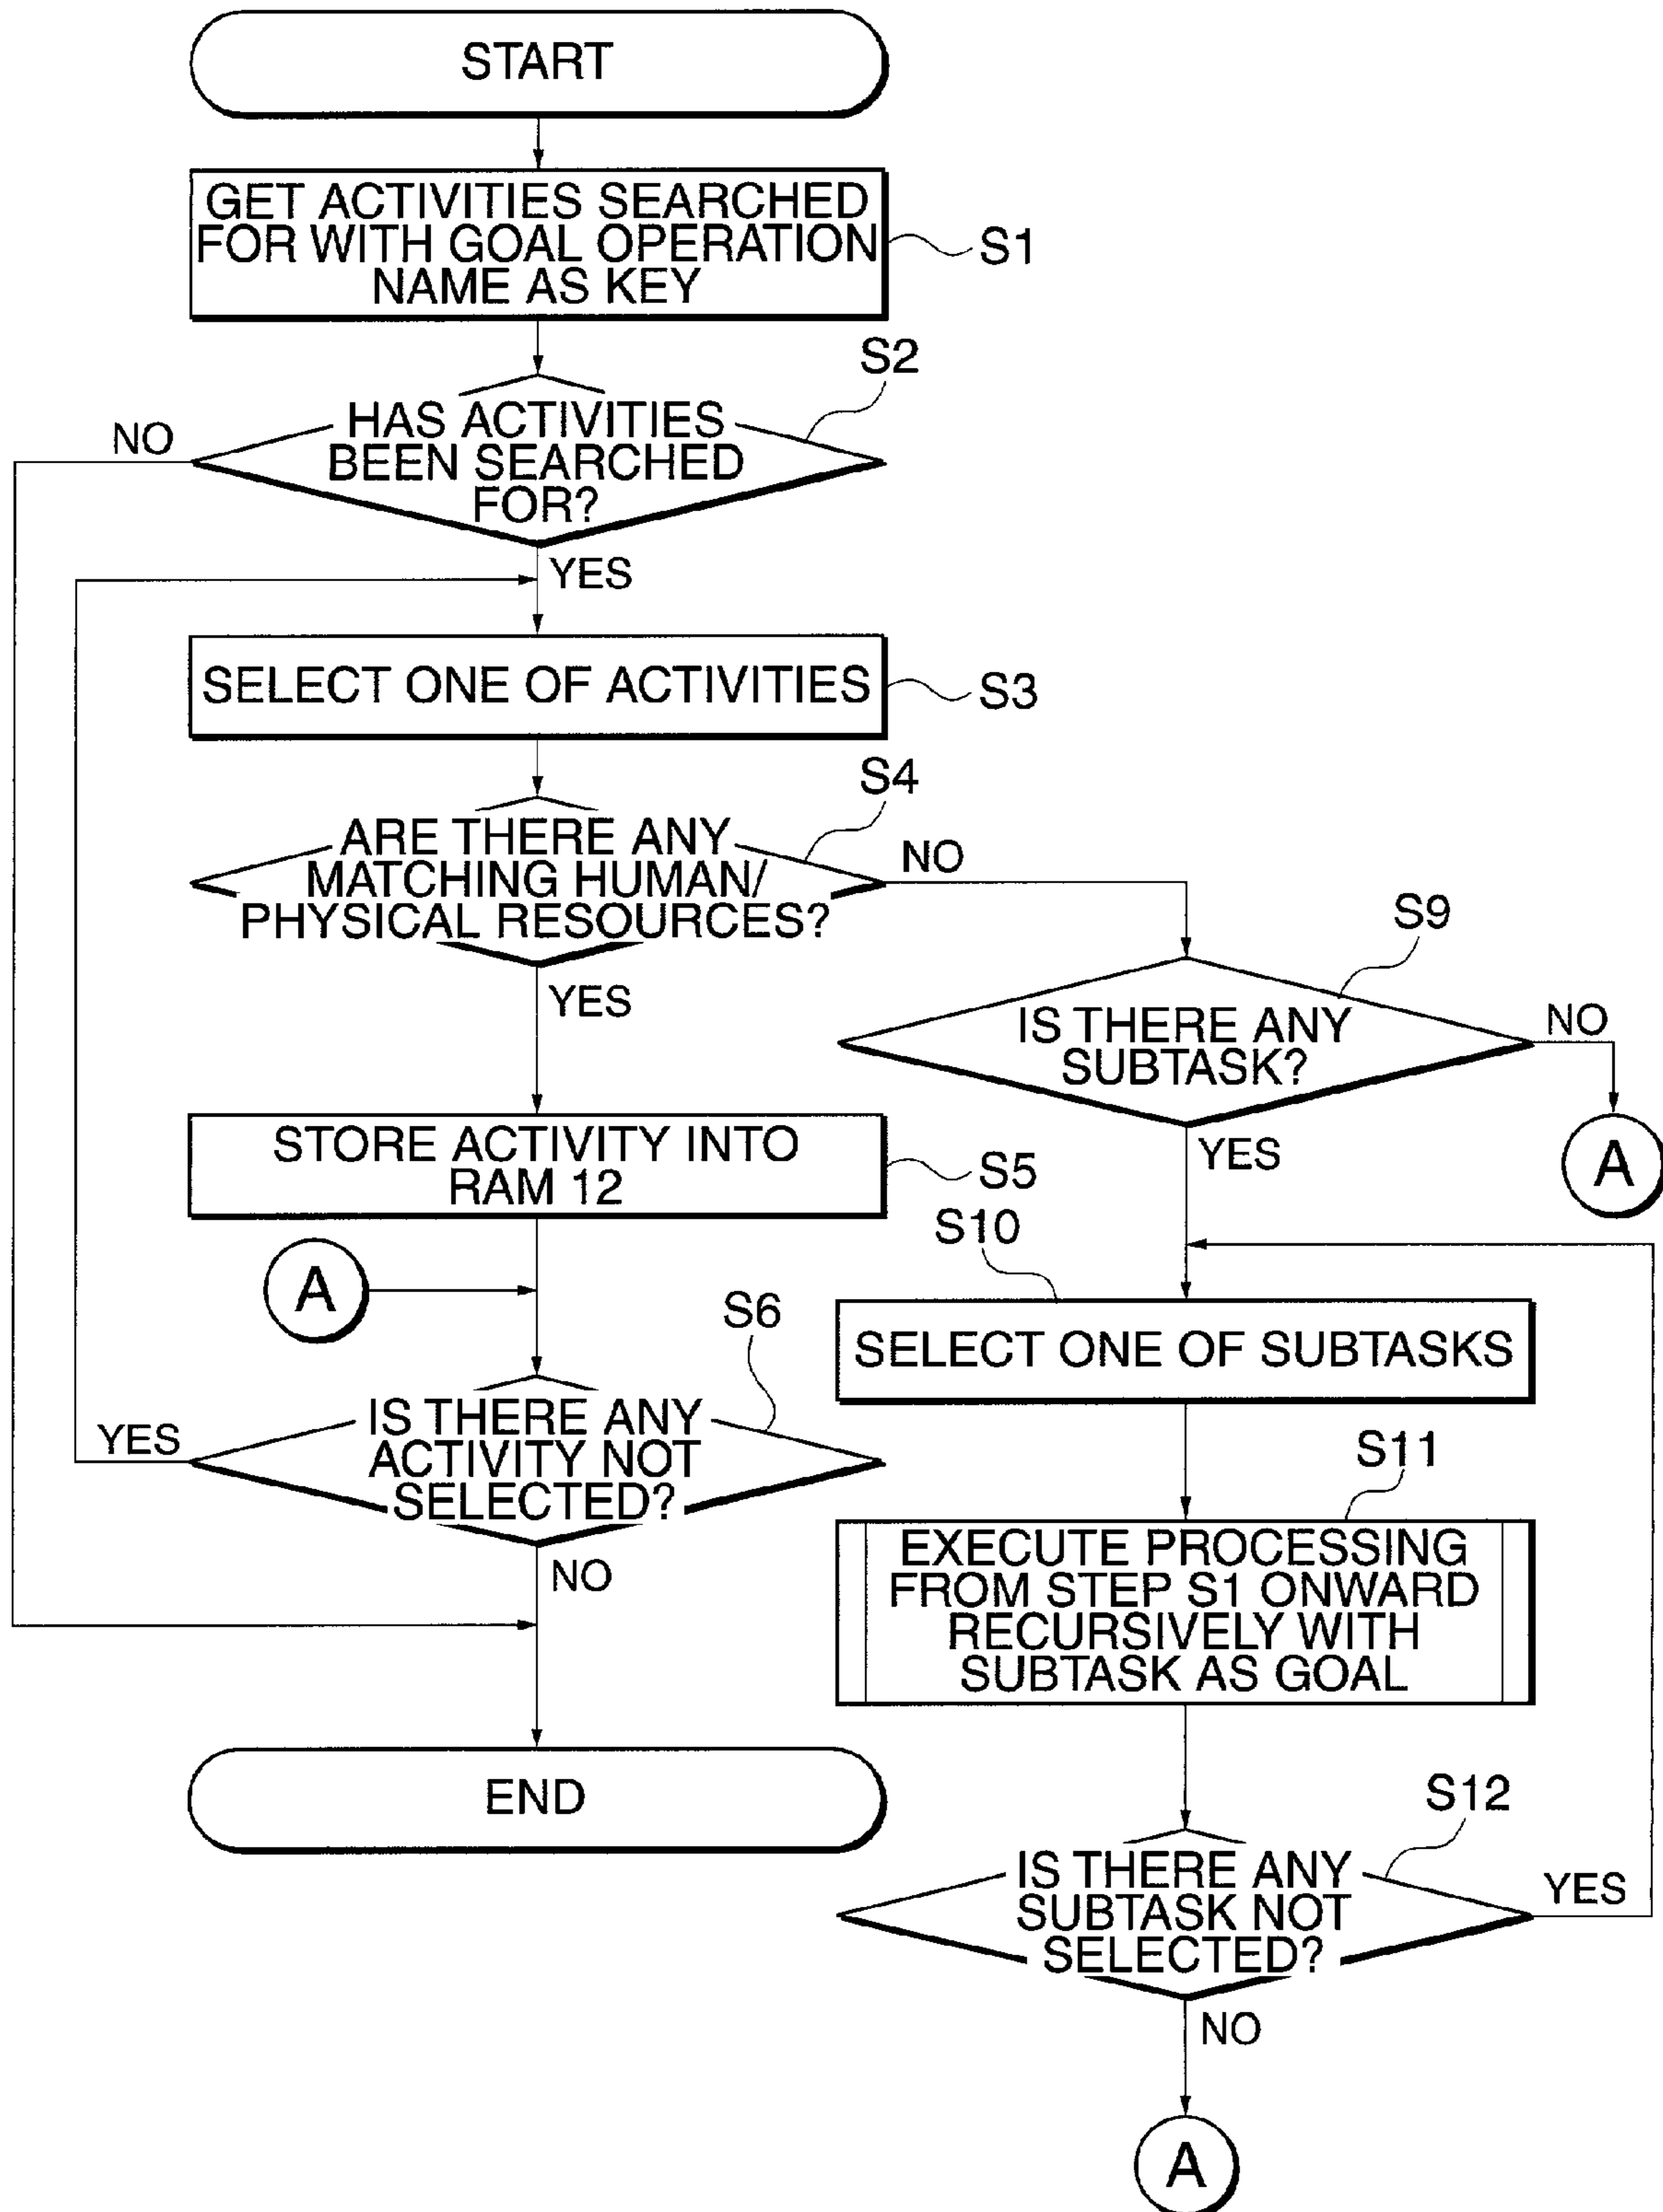 START
GET ACTIVITIES SEARCHED
FOR WITH GOAL OPERATION
NAME AS KEY
S1
S2
HAS ACTIVITIES
BEEN SEARCHED
FOR?
NO
YES
SELECT ONE OF ACTIVITIES
S3
S4
ARE THERE ANY
MATCHING HUMAN/
PHYSICAL RESOURCES?
NO
YES
S9
IS THERE ANY
SUBTASK?
NO
A
YES
STORE ACTIVITY INTO
RAM 12
S5
A
S6
IS THERE ANY
ACTIVITY NOT
SELECTED?
YES
NO
END
S10
SELECT ONE OF SUBTASKS
S11
EXECUTE PROCESSING
FROM STEP S1 ONWARD
RECURSIVELY WITH
SUBTASK AS GOAL
S12
IS THERE ANY
SUBTASK NOT
SELECTED?
YES
NO
A